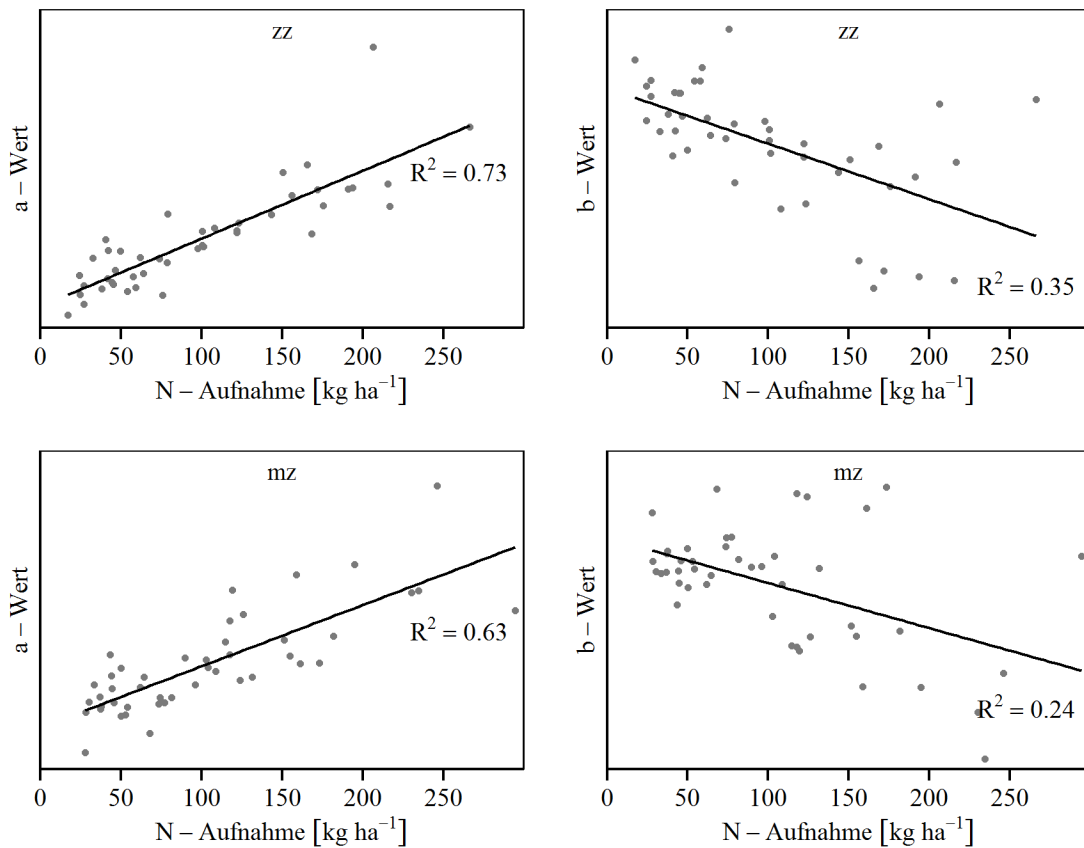 zz
a – Wert
R² = 0.73
0 50 100 150 200 250
N – Aufnahme [kg ha⁻¹]
zz
b – Wert
R² = 0.35
0 50 100 150 200 250
N – Aufnahme [kg ha⁻¹]
mz
a – Wert
R² = 0.63
0 50 100 150 200 250
N – Aufnahme [kg ha⁻¹]
mz
b – Wert
R² = 0.24
0 50 100 150 200 250
N – Aufnahme [kg ha⁻¹]